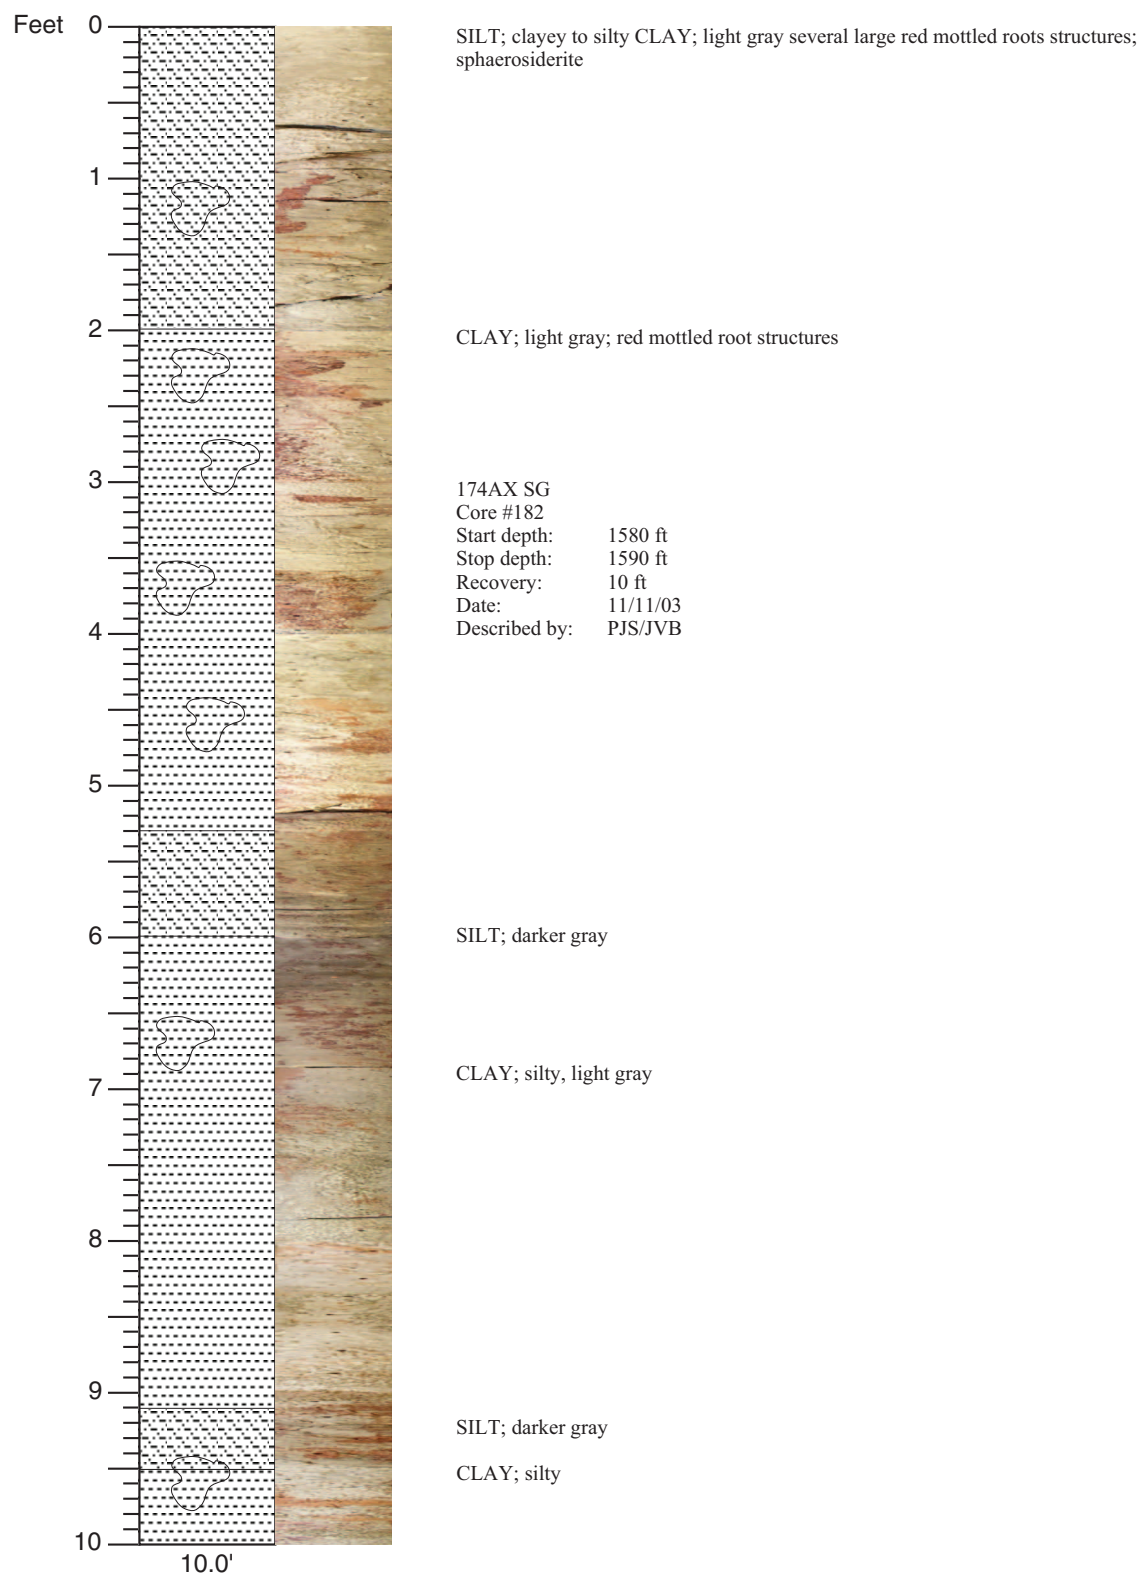 Feet 0
SILT; clayey to silty CLAY; light gray several large red mottled roots structures;
sphaerosiderite
1
2
CLAY; light gray; red mottled root structures
3
174AX SG
Core #182
Start depth: 1580 ft
Stop depth: 1590 ft
Recovery: 10 ft
Date: 11/11/03
Described by: PJS/JVB
4
5
6
SILT; darker gray
CLAY; silty, light gray
7
8
9
SILT; darker gray
CLAY; silty
10
10.0'